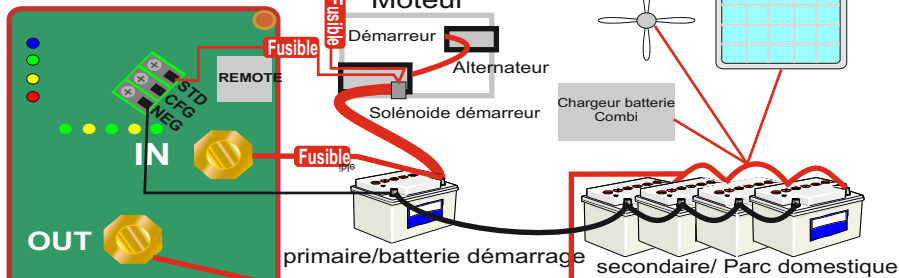 Moteur
Fusible
Démarreur
Fusible
Alternateur
REMOTE
STD
CFG
NEG
Solénoide démarreur
Chargeur batterie
Combi
IN
Fusible
OUT
primaire/batterie démarrage
secondaire/ Parc domestique